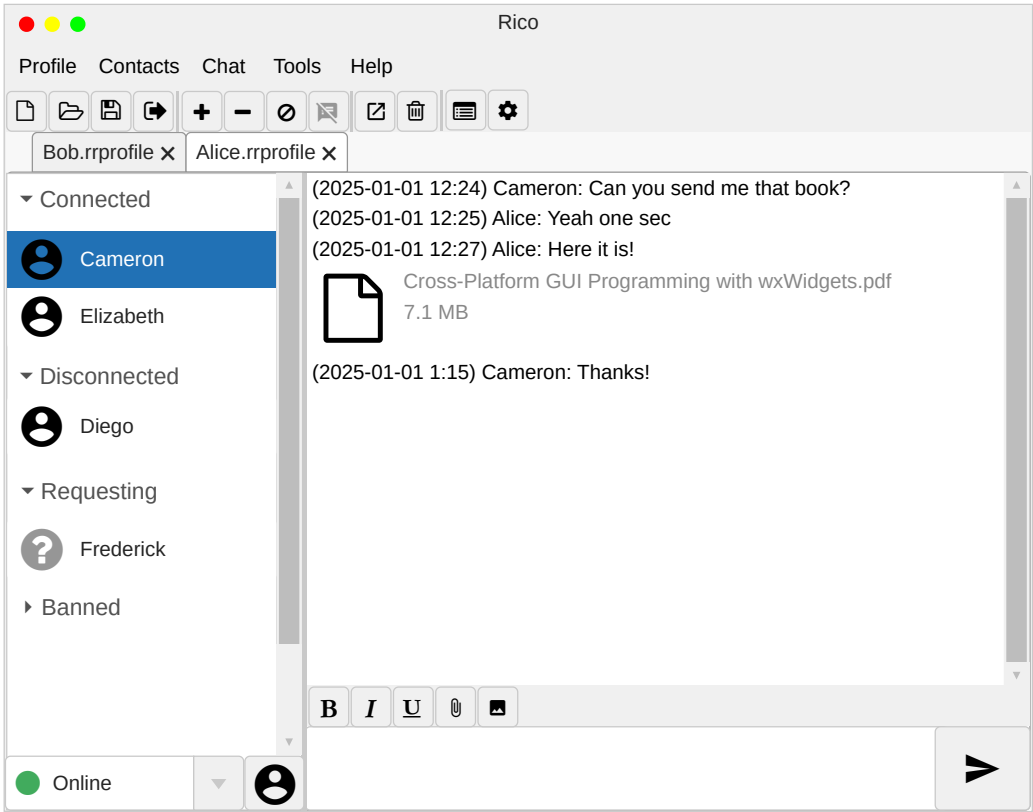 Rico
Profile Contacts Chat Tools Help
Bob.rrprofile Alice.rrprofile
Connected
Cameron
Elizabeth
Disconnected
Diego
Requesting
Frederick
Banned
Online
(2025-01-01 12:24) Cameron: Can you send me that book?
(2025-01-01 12:25) Alice: Yeah one sec
(2025-01-01 12:27) Alice: Here it is!
Cross-Platform GUI Programming with wxWidgets.pdf
7.1 MB
(2025-01-01 1:15) Cameron: Thanks!
B I U